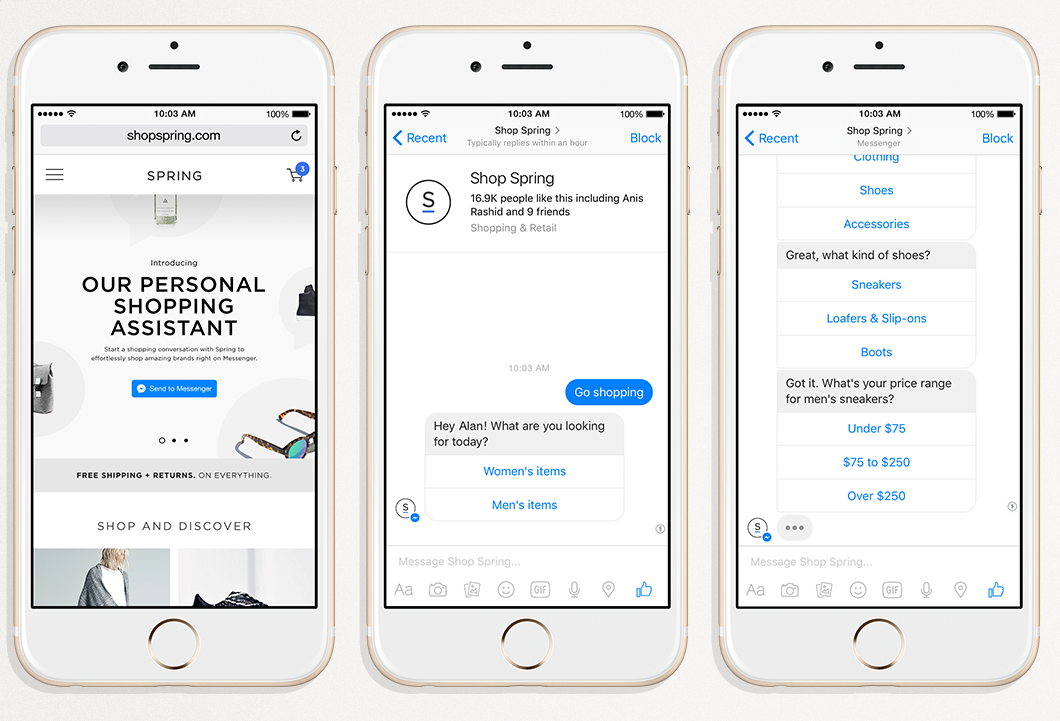 10:03 AM
100%
shopspring.com
SPRING
3
Introducing
OUR PERSONAL
SHOPPING
ASSISTANT
Start a shopping conversation with Spring to
effortlessly shop amazing brands right on Messenger.
Send to Messenger
FREE SHIPPING + RETURNS. ON EVERYTHING.
SHOP AND DISCOVER
10:03 AM
100%
Recent
Shop Spring
Typically replies within an hour
Block
S
Shop Spring
16.9K people like this including Anis
Rashid and 9 friends
Shopping & Retail
10:03 AM
Go shopping
Hey Alan! What are you looking
for today?
Women's items
Men's items
S
Message Shop Spring...
Aa
GIF
10:03 AM
100%
Recent
Shop Spring
Messenger
Block
Clothing
Shoes
Accessories
Great, what kind of shoes?
Sneakers
Loafers & Slip-ons
Boots
Got it. What's your price range
for men's sneakers?
Under $75
$75 to $250
Over $250
S
Message Shop Spring...
Aa
GIF